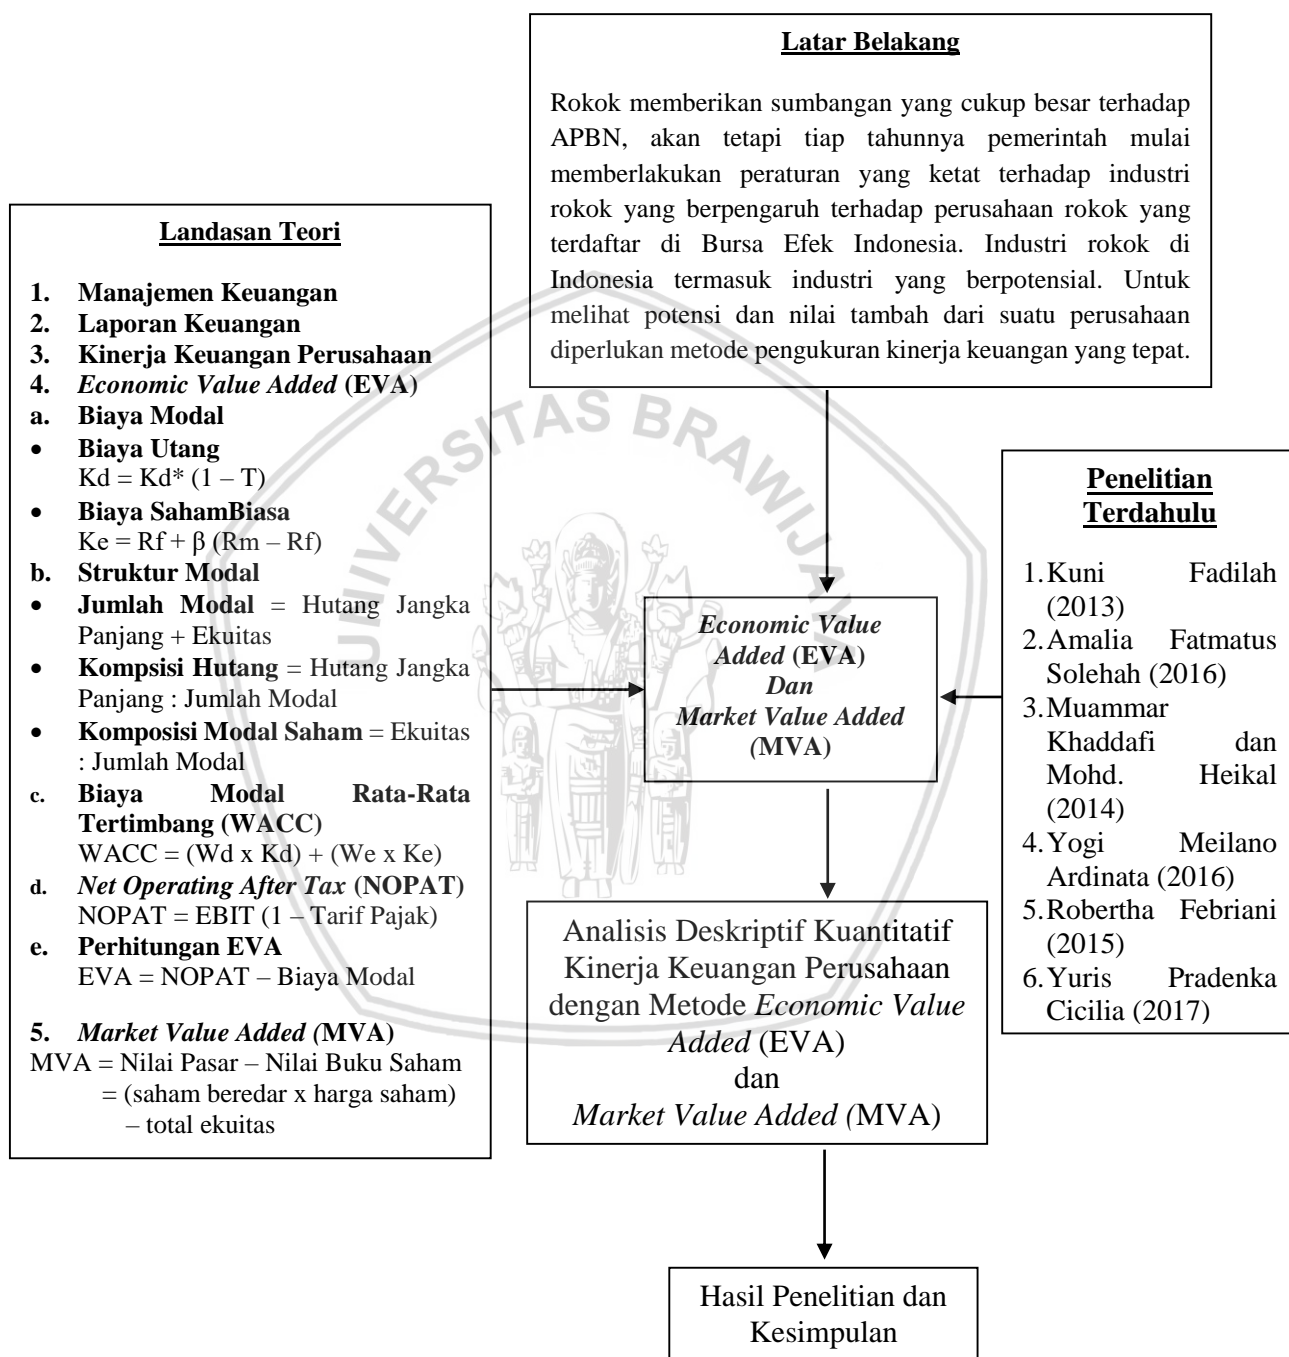 Latar Belakang
Rokok memberikan sumbangan yang cukup besar terhadap
APBN, akan tetapi tiap tahunnya pemerintah mulai
memberlakukan peraturan yang ketat terhadap industri
rokok yang berpengaruh terhadap perusahaan rokok yang
terdaftar di Bursa Efek Indonesia. Industri rokok di
Indonesia termasuk industri yang berpotensial. Untuk
melihat potensi dan nilai tambah dari suatu perusahaan
diperlukan metode pengukuran kinerja keuangan yang tepat.
Landasan Teori
1. Manajemen Keuangan
2. Laporan Keuangan
3. Kinerja Keuangan Perusahaan
4. Economic Value Added (EVA)
a. Biaya Modal
• Biaya Utang
Kd = Kd* (1 – T)
• Biaya SahamBiasa
Ke = Rf + β (Rm – Rf)
b. Struktur Modal
• Jumlah Modal = Hutang Jangka
Panjang + Ekuitas
• Kompsisi Hutang = Hutang Jangka
Panjang : Jumlah Modal
• Komposisi Modal Saham = Ekuitas
: Jumlah Modal
c. Biaya Modal Rata-Rata
Tertimbang (WACC)
WACC = (Wd x Kd) + (We x Ke)
d. Net Operating After Tax (NOPAT)
NOPAT = EBIT (1 – Tarif Pajak)
e. Perhitungan EVA
EVA = NOPAT – Biaya Modal
5. Market Value Added (MVA)
MVA = Nilai Pasar – Nilai Buku Saham
= (saham beredar x harga saham)
– total ekuitas
UNIVERSITAS BRAWIJAYA
Economic Value
Added (EVA)
Dan
Market Value Added
(MVA)
Penelitian
Terdahulu
1. Kuni Fadilah
(2013)
2. Amalia Fatmatus
Solehah (2016)
3. Muammar
Khaddafi dan
Mohd. Heikal
(2014)
4. Yogi Meilano
Ardinata (2016)
5. Robertha Febriani
(2015)
6. Yuris Pradenka
Cicilia (2017)
Analisis Deskriptif Kuantitatif
Kinerja Keuangan Perusahaan
dengan Metode Economic Value
Added (EVA)
dan
Market Value Added (MVA)
Hasil Penelitian dan
Kesimpulan